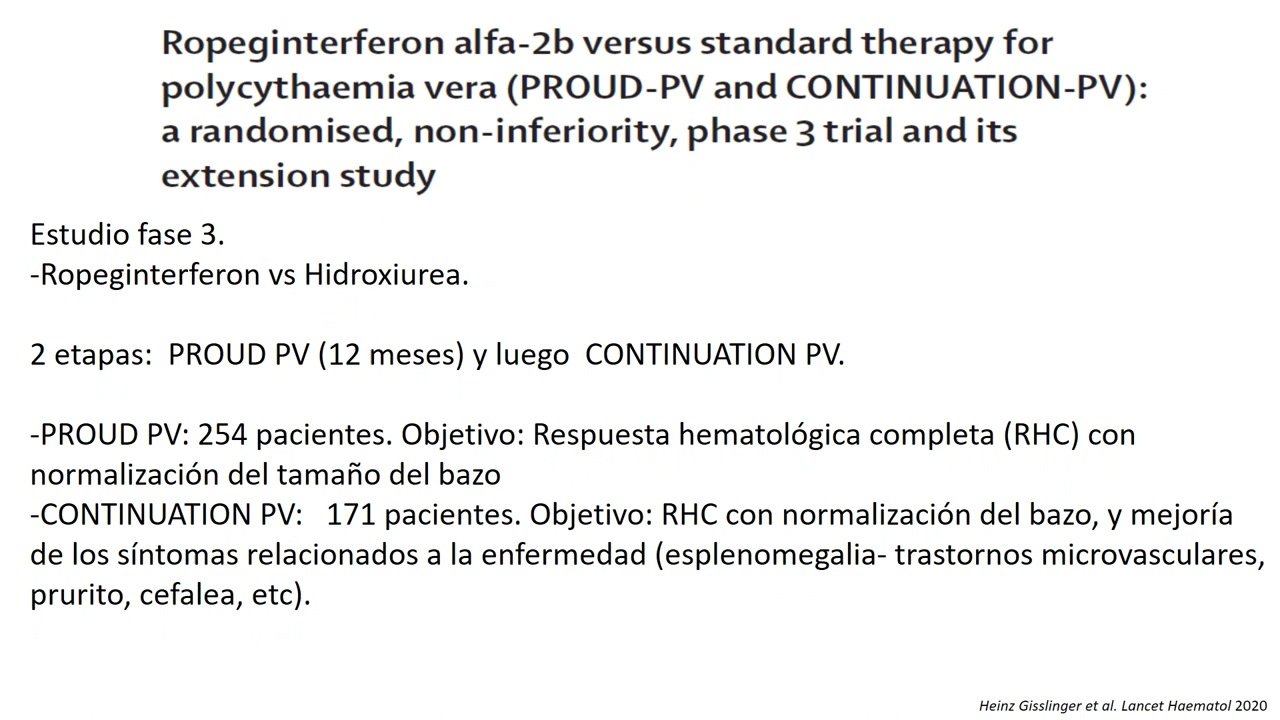 Ropeginterferon alfa-2b versus standard therapy for
polycythaemia vera (PROUD-PV and CONTINUATION-PV):
a randomised, non-inferiority, phase 3 trial and its
extension study
Estudio fase 3.
-Ropeginterferon vs Hidroxiurea.
2 etapas:  PROUD PV (12 meses) y luego  CONTINUATION PV.
-PROUD PV: 254 pacientes. Objetivo: Respuesta hematológica completa (RHC) con
normalización del tamaño del bazo
-CONTINUATION PV:   171 pacientes. Objetivo: RHC con normalización del bazo, y mejoría
de los síntomas relacionados a la enfermedad (esplenomegalia- trastornos microvasculares,
prurito, cefalea, etc).
Heinz Gisslinger et al. Lancet Haematol 2020